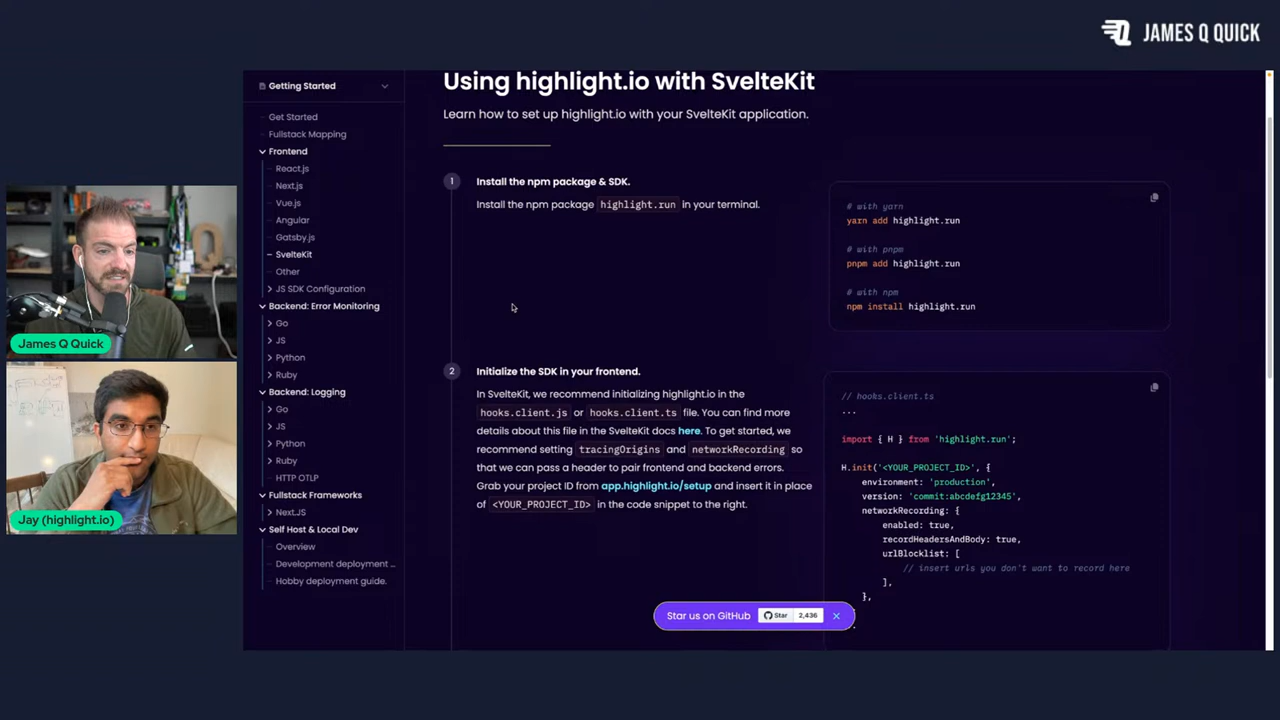 JAMES Q QUICK
Getting Started
Get Started
Fullstack Mapping
Frontend
React.js
Next.js
Vue.js
Angular
Gatsby.js
SvelteKit
Other
JS SDK Configuration
Backend: Error Monitoring
Go
JS
Python
Ruby
Backend: Logging
Go
JS
Python
Ruby
HTTP OTLP
Fullstack Frameworks
Next.JS
Self Host & Local Dev
Overview
Development deployment ...
Hobby deployment guide.
Using highlight.io with SvelteKit
Learn how to set up highlight.io with your SvelteKit application.
1
Install the npm package & SDK.
Install the npm package highlight.run in your terminal.
# with yarn
yarn add highlight.run
# with pnpm
pnpm add highlight.run
# with npm
npm install highlight.run
2
Initialize the SDK in your frontend.
In SvelteKit, we recommend initializing highlight.io in the
hooks.client.js or hooks.client.ts file. You can find more
details about this file in the SvelteKit docs here. To get started, we
recommend setting tracingOrigins and networkRecording so
that we can pass a header to pair frontend and backend errors.
Grab your project ID from app.highlight.io/setup and insert it in place
of <YOUR_PROJECT_ID> in the code snippet to the right.
// hooks.client.ts
...
import { H } from 'highlight.run';
H.init('<YOUR_PROJECT_ID>', {
environment: 'production',
version: 'commit:abcdefg12345',
networkRecording: {
enabled: true,
recordHeadersAndBody: true,
urlBlocklist: [
// insert urls you don't want to record here
],
},
Star us on GitHub Star 2,436
James Q Quick
Jay (highlight.io)